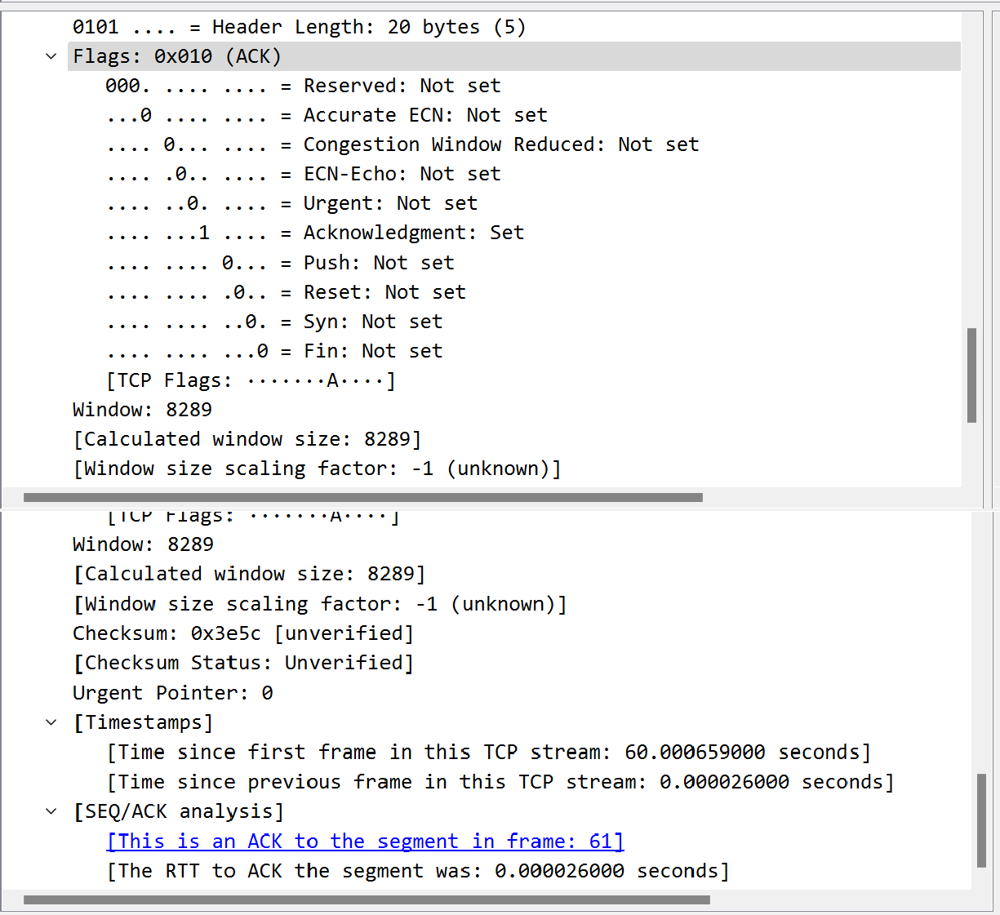 0101 .... = Header Length: 20 bytes (5)
Flags: 0x010 (ACK)
000. .... .... = Reserved: Not set
...0 .... .... = Accurate ECN: Not set
.... 0... .... = Congestion Window Reduced: Not set
.... .0.. .... = ECN-Echo: Not set
.... ..0. .... = Urgent: Not set
.... ...1 .... = Acknowledgment: Set
.... .... 0... = Push: Not set
.... .... .0.. = Reset: Not set
.... .... ..0. = Syn: Not set
.... .... ...0 = Fin: Not set
[TCP Flags: ·······A····]
Window: 8289
[Calculated window size: 8289]
[Window size scaling factor: -1 (unknown)]
[TCP Flags: ·······A····]
Window: 8289
[Calculated window size: 8289]
[Window size scaling factor: -1 (unknown)]
Checksum: 0x3e5c [unverified]
[Checksum Status: Unverified]
Urgent Pointer: 0
[Timestamps]
[Time since first frame in this TCP stream: 60.000659000 seconds]
[Time since previous frame in this TCP stream: 0.000026000 seconds]
[SEQ/ACK analysis]
[This is an ACK to the segment in frame: 61]
[The RTT to ACK the segment was: 0.000026000 seconds]